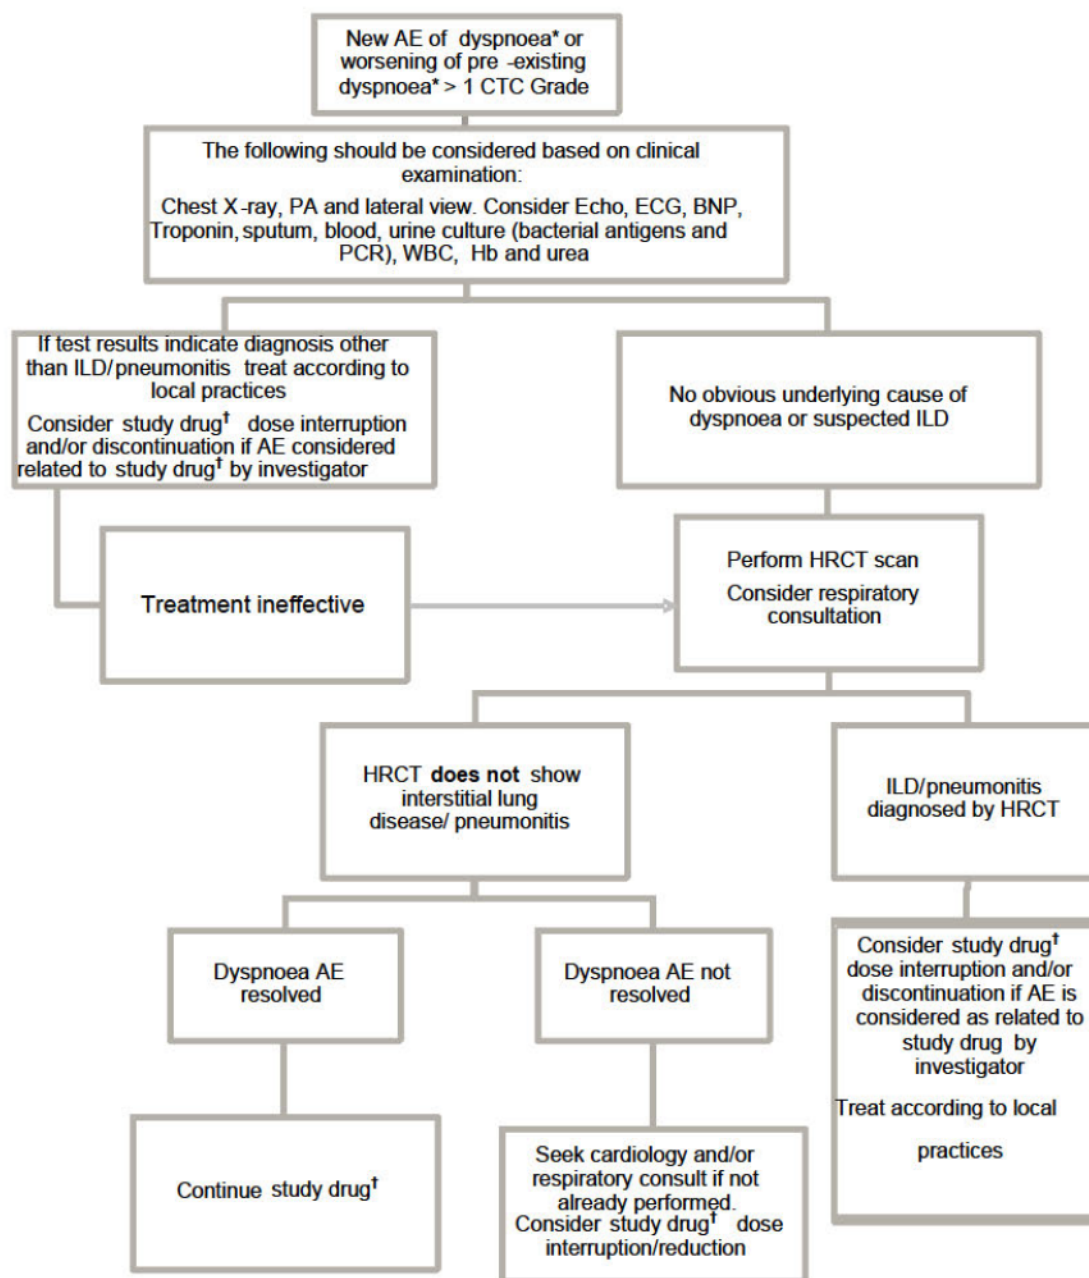 New AE of dyspnoea* or
worsening of pre -existing
dyspnoea* > 1 CTC Grade
The following should be considered based on clinical
examination:
Chest X-ray, PA and lateral view. Consider Echo, ECG, BNP,
Troponin, sputum, blood, urine culture (bacterial antigens and
PCR), WBC, Hb and urea
If test results indicate diagnosis other
than ILD/pneumonitis treat according to
local practices
Consider study drug† dose interruption
and/or discontinuation if AE considered
related to study drug† by investigator
No obvious underlying cause of
dyspnoea or suspected ILD
Treatment ineffective
Perform HRCT scan
Consider respiratory
consultation
HRCT does not show
interstitial lung
disease/ pneumonitis
ILD/pneumonitis
diagnosed by HRCT
Dyspnoea AE
resolved
Dyspnoea AE not
resolved
Consider study drug†
dose interruption and/or
discontinuation if AE is
considered as related to
study drug by
investigator
Treat according to local
practices
Continue study drug†
Seek cardiology and/or
respiratory consult if not
already performed.
Consider study drug† dose
interruption/reduction